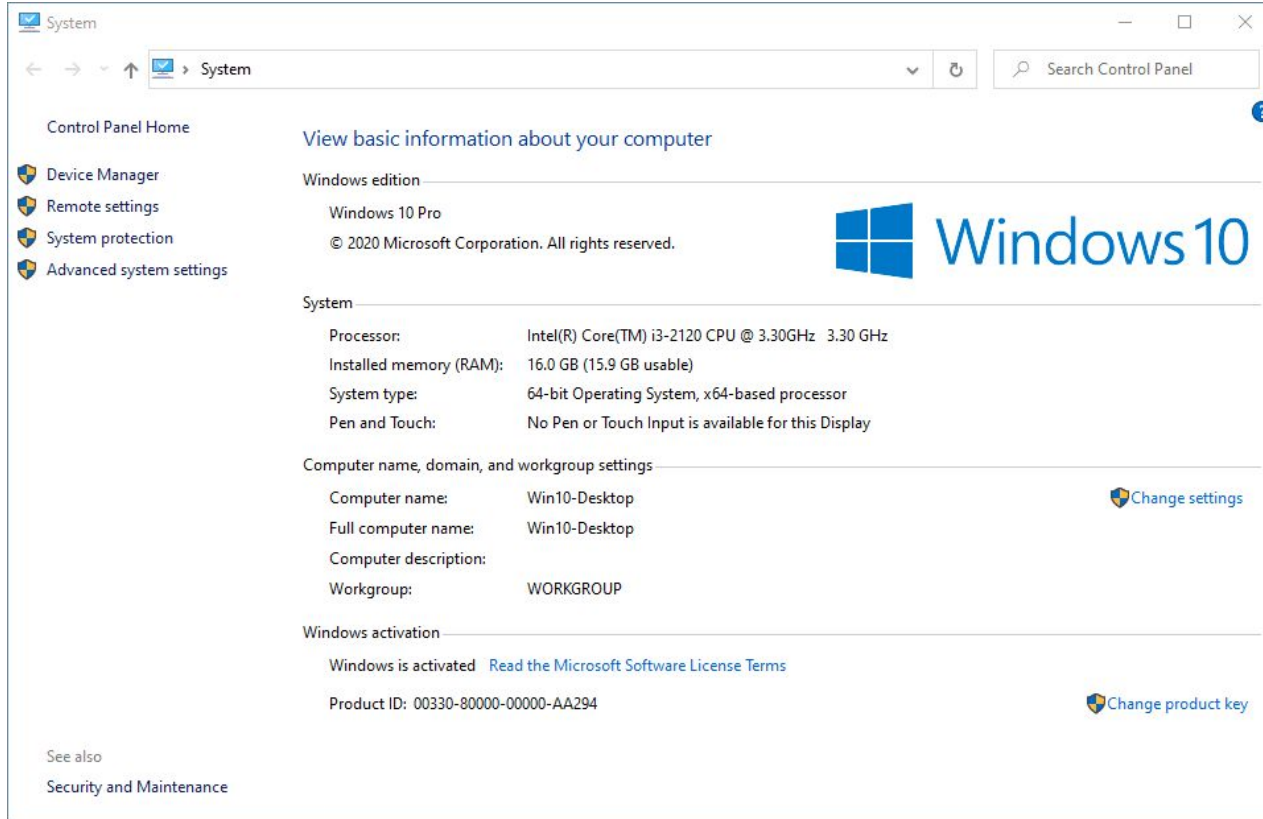 System
System
Search Control Panel
Control Panel Home
Device Manager
Remote settings
System protection
Advanced system settings
See also
Security and Maintenance
View basic information about your computer
Windows edition
Windows 10 Pro
© 2020 Microsoft Corporation. All rights reserved.
Windows 10
System
Processor: Intel(R) Core(TM) i3-2120 CPU @ 3.30GHz 3.30 GHz
Installed memory (RAM): 16.0 GB (15.9 GB usable)
System type: 64-bit Operating System, x64-based processor
Pen and Touch: No Pen or Touch Input is available for this Display
Computer name, domain, and workgroup settings
Computer name: Win10-Desktop Change settings
Full computer name: Win10-Desktop
Computer description:
Workgroup: WORKGROUP
Windows activation
Windows is activated Read the Microsoft Software License Terms
Product ID: 00330-80000-00000-AA294 Change product key